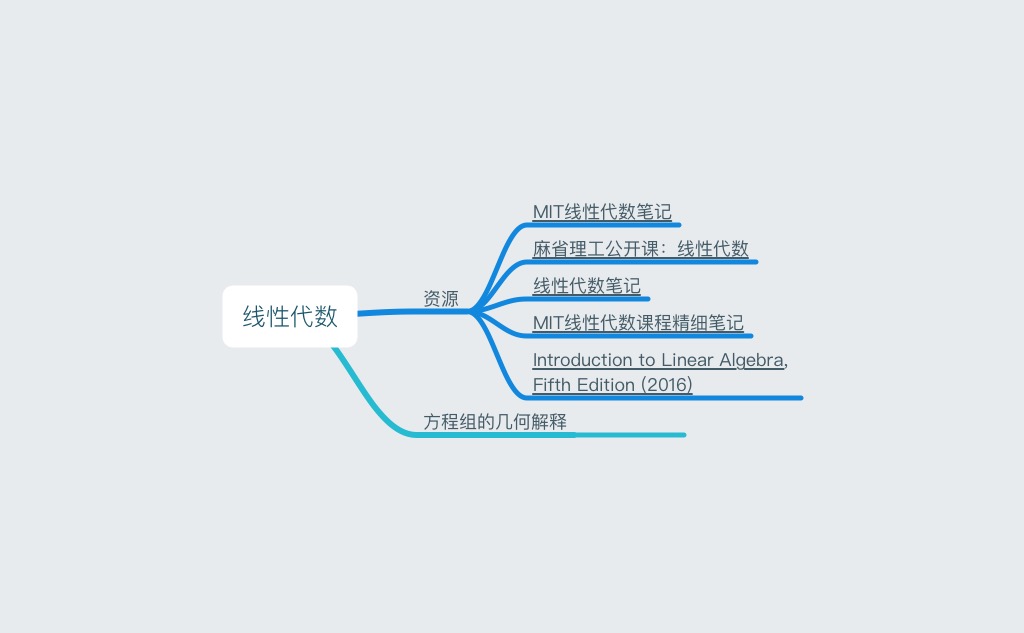 线性代数
资源
MIT线性代数笔记
麻省理工公开课：线性代数
线性代数笔记
MIT线性代数课程精细笔记
Introduction to Linear Algebra,
Fifth Edition (2016)
方程组的几何解释